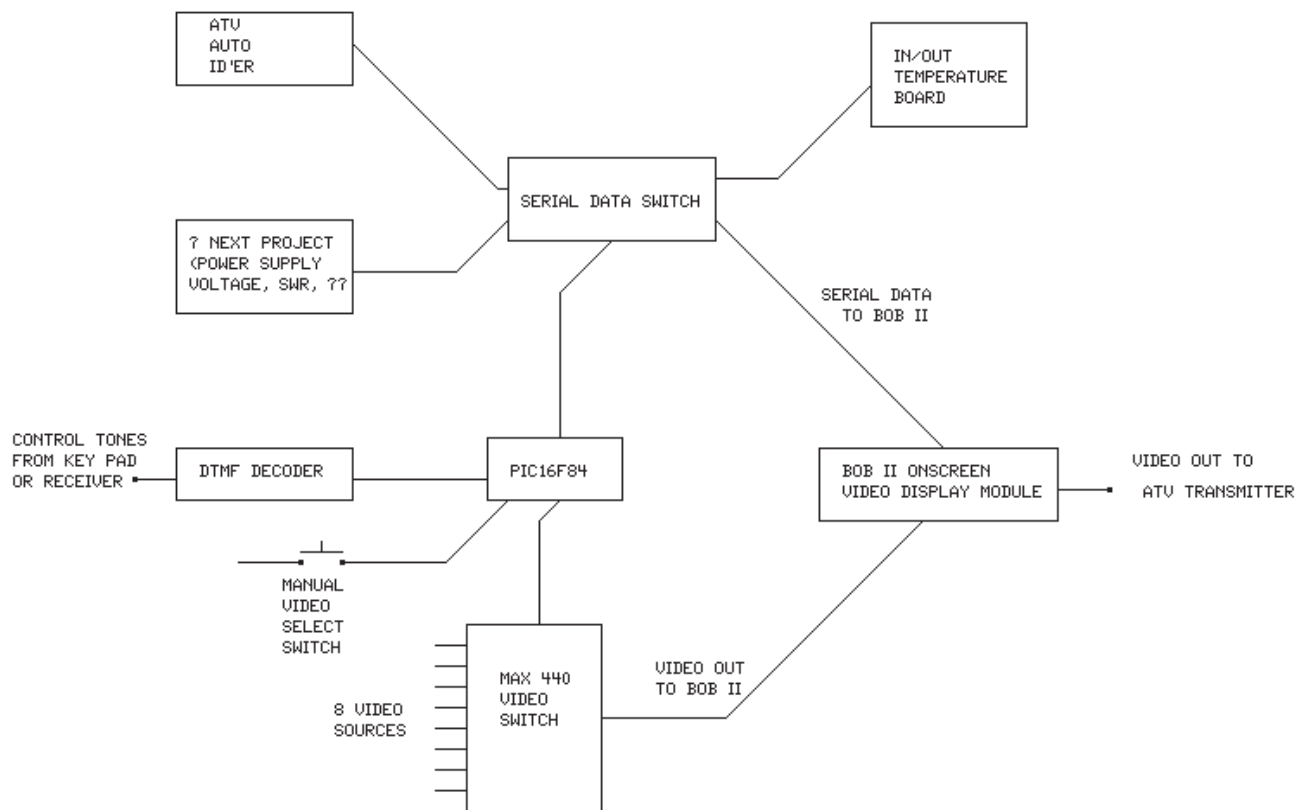 ATV
AUTO
ID'ER
IN/OUT
TEMPERATURE
BOARD
SERIAL DATA SWITCH
? NEXT PROJECT
(POWER SUPPLY
VOLTAGE, SWR, ??
SERIAL DATA
TO BOB II
CONTROL TONES
FROM KEY PAD
OR RECEIVER
DTMF DECODER
PIC16F84
BOB II ONSCREEN
VIDEO DISPLAY MODULE
VIDEO OUT TO
ATV TRANSMITTER
MANUAL
VIDEO
SELECT
SWITCH
8 VIDEO
SOURCES
MAX 440
VIDEO
SWITCH
VIDEO OUT
TO BOB II